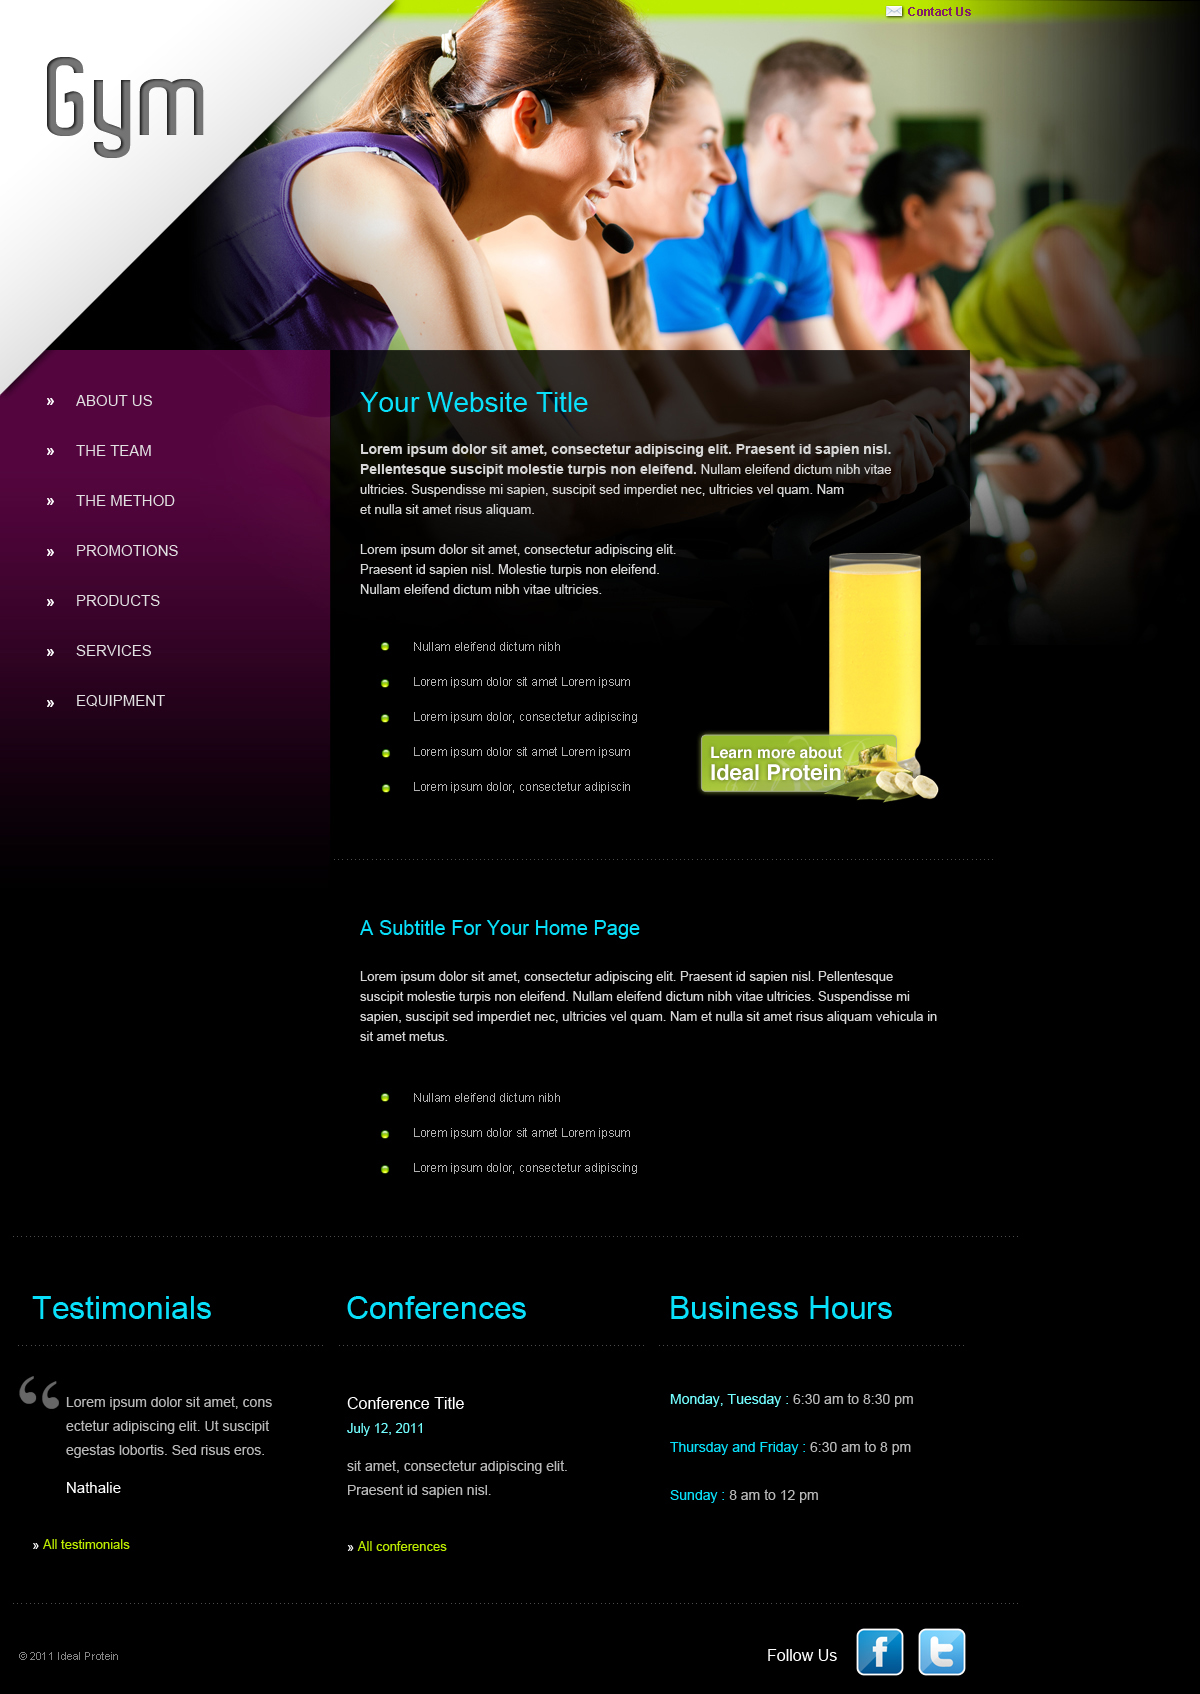 Contact Us
Gym
» ABOUT US
» THE TEAM
» THE METHOD
» PROMOTIONS
» PRODUCTS
» SERVICES
» EQUIPMENT
Your Website Title
Lorem ipsum dolor sit amet, consectetur adipiscing elit. Praesent id sapien nisl.
Pellentesque suscipit molestie turpis non eleifend. Nullam eleifend dictum nibh vitae
ultricies. Suspendisse mi sapien, suscipit sed imperdiet nec, ultricies vel quam. Nam
et nulla sit amet risus aliquam.
Lorem ipsum dolor sit amet, consectetur adipiscing elit.
Praesent id sapien nisl. Molestie turpis non eleifend.
Nullam eleifend dictum nibh vitae ultricies.
Nullam eleifend dictum nibh
Lorem ipsum dolor sit amet Lorem ipsum
Lorem ipsum dolor, consectetur adipiscing
Lorem ipsum dolor sit amet Lorem ipsum
Lorem ipsum dolor, consectetur adipiscin
Learn more about
Ideal Protein
A Subtitle For Your Home Page
Lorem ipsum dolor sit amet, consectetur adipiscing elit. Praesent id sapien nisl. Pellentesque
suscipit molestie turpis non eleifend. Nullam eleifend dictum nibh vitae ultricies. Suspendisse mi
sapien, suscipit sed imperdiet nec, ultricies vel quam. Nam et nulla sit amet risus aliquam vehicula in
sit amet metus.
Nullam eleifend dictum nibh
Lorem ipsum dolor sit amet Lorem ipsum
Lorem ipsum dolor, consectetur adipiscing
Testimonials
“ Lorem ipsum dolor sit amet, cons
ectetur adipiscing elit. Ut suscipit
egestas lobortis. Sed risus eros.
Nathalie
» All testimonials
Conferences
Conference Title
July 12, 2011
sit amet, consectetur adipiscing elit.
Praesent id sapien nisl.
» All conferences
Business Hours
Monday, Tuesday : 6:30 am to 8:30 pm
Thursday and Friday : 6:30 am to 8 pm
Sunday : 8 am to 12 pm
© 2011 Ideal Protein
Follow Us
f
t